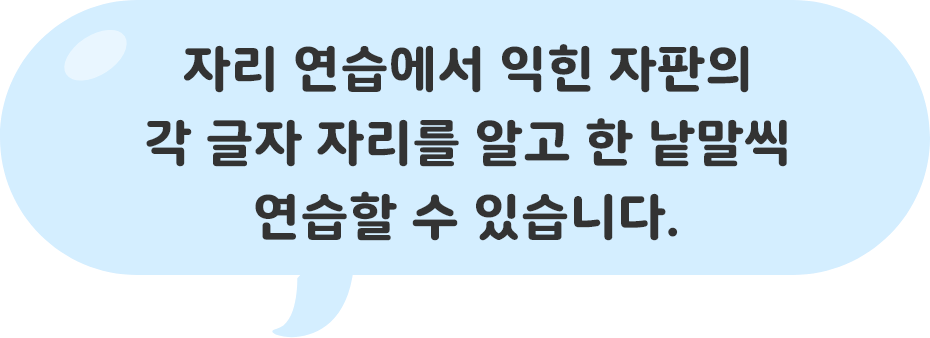 자리 연습에서 익힌 자판의
각 글자 자리를 알고 한 낱말씩
연습할 수 있습니다.